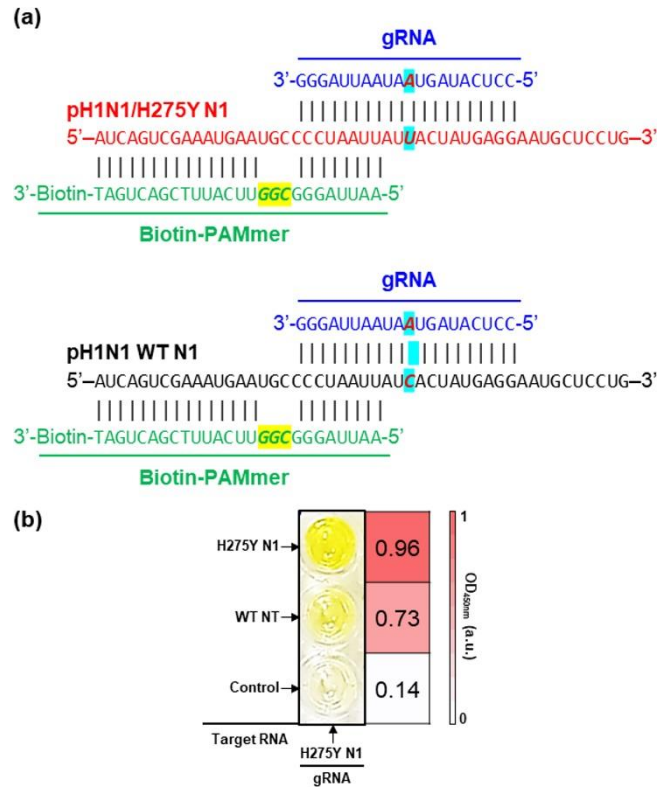 (a)
gRNA
3'-GGGAUUAAUAAUGAUACUCC-5'
pH1N1/H275Y N1
5'–AUCAGUCGAAAUGAAUGCCCCUAAUUAUUACUAUGAGGAAUGCUCCUG–3'
3'-Biotin-TAGUCAGCTUUACUUGGCGGGAUUAA-5'
Biotin-PAMmer
gRNA
3'-GGGAUUAAUAAUGAUACUCC-5'
pH1N1 WT N1
5'–AUCAGUCGAAAUGAAUGCCCCUAAUUAUCACUAUGAGGAAUGCUCCUG–3'
3'-Biotin-TAGUCAGCTUUACUUGGCGGGAUUAA-5'
Biotin-PAMmer
(b)
H275Y N1
WT NT
Control
0.96
0.73
0.14
1
OD450nm (a.u.)
0
Target RNA
H275Y N1
gRNA